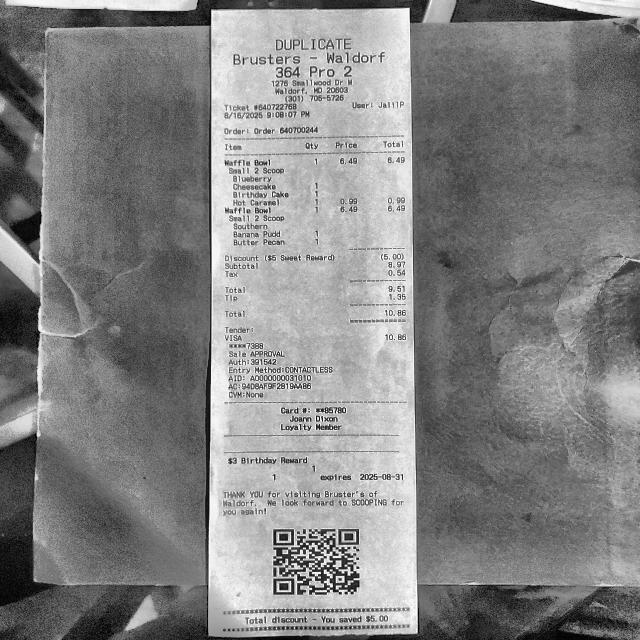 DUPLICATE
Brusters - Waldorf
364 Pro 2
1276 Smallwood Dr W
Waldorf, MD 20603
(301) 705-5726
Ticket #640722768 User: JalilP
8/16/2025 9:08:07 PM
Order: Order 640700244
Item Qty Price Total
Waffle Bowl 1 6.49 6.49
Small 2 Scoop
Blueberry
Cheesecake 1
Birthday Cake 1
Hot Caramel 1 0.99 0.99
Waffle Bowl 1 6.49 6.49
Small 2 Scoop
Southern
Banana Pudd 1
Butter Pecan 1
Discount ($5 Sweet Reward) (5.00)
Subtotal 8.97
Tax 0.54
Total 9.51
Tip 1.35
Total 10.86
Tender:
VISA 10.86
****7388
Sale APPROVAL
Auth:391542
Entry Method:CONTACTLESS
AID: A0000000031010
AC:94D8AF9F2819AAB6
CVM:None
Card #: **85780
Joann Dixon
Loyalty Member
$3 Birthday Reward
1
1 expires 2025-08-31
THANK YOU for visiting Bruster's of
Waldorf. We look forward to SCOOPING for
you again!
Total discount - You saved $5.00